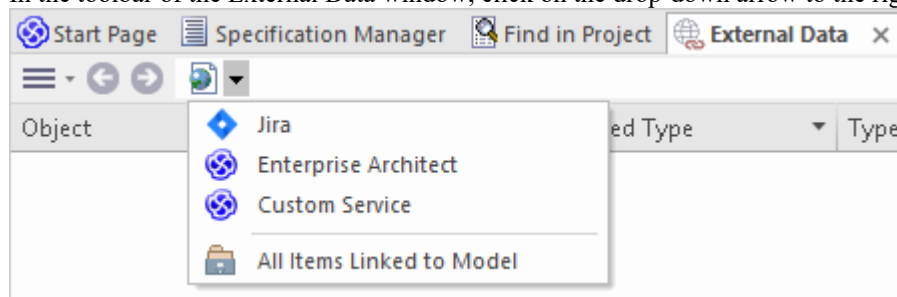 In the toolbar of the External Data window, click on the drop-down arrow to the
Start Page Specification Manager Find in Project External Data ×
Object ed Type Type
Jira
Enterprise Architect
Custom Service
All Items Linked to Model